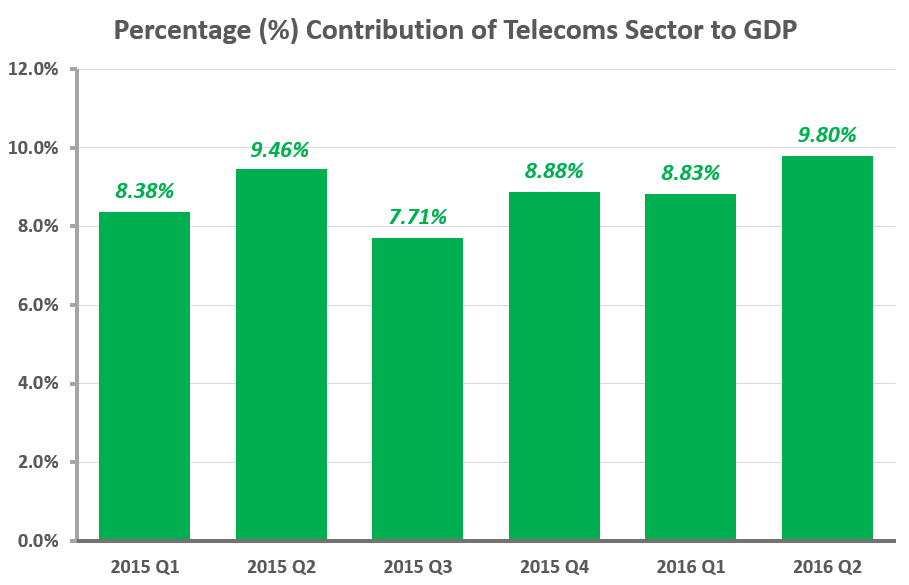 Percentage (%) Contribution of Telecoms Sector to GDP
12.0%
10.0%
8.0%
6.0%
4.0%
2.0%
0.0%
8.38%
9.46%
7.71%
8.88%
8.83%
9.80%
2015 Q1
2015 Q2
2015 Q3
2015 Q4
2016 Q1
2016 Q2